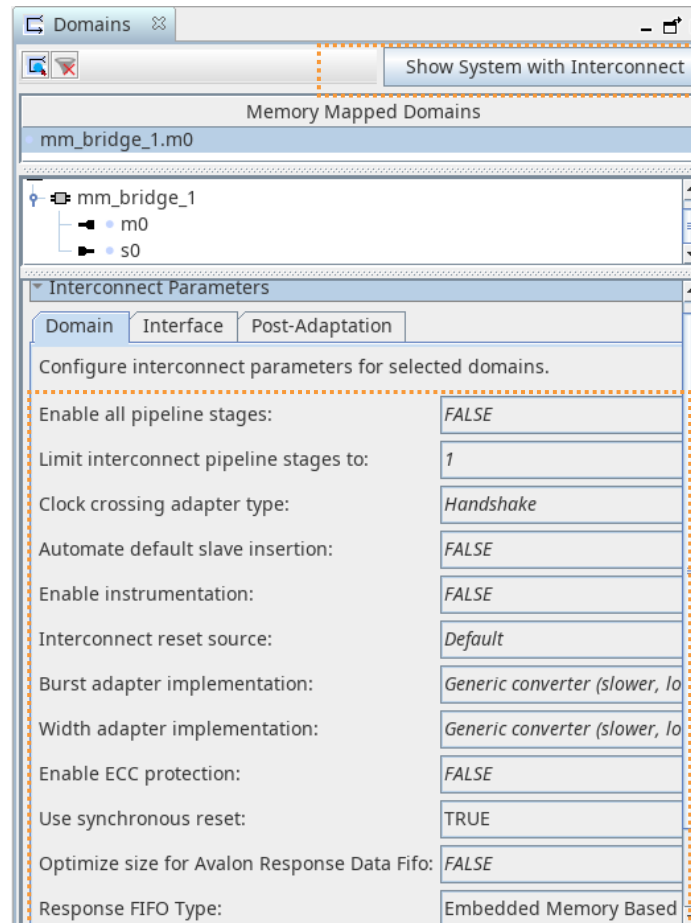 Domains
Show System with Interconnect
Memory Mapped Domains
mm_bridge_1.m0
mm_bridge_1
m0
s0
Interconnect Parameters
Domain Interface Post-Adaptation
Configure interconnect parameters for selected domains.
Enable all pipeline stages: FALSE
Limit interconnect pipeline stages to: 1
Clock crossing adapter type: Handshake
Automate default slave insertion: FALSE
Enable instrumentation: FALSE
Interconnect reset source: Default
Burst adapter implementation: Generic converter (slower, lo
Width adapter implementation: Generic converter (slower, lo
Enable ECC protection: FALSE
Use synchronous reset: TRUE
Optimize size for Avalon Response Data Fifo: FALSE
Response FIFO Type: Embedded Memory Based